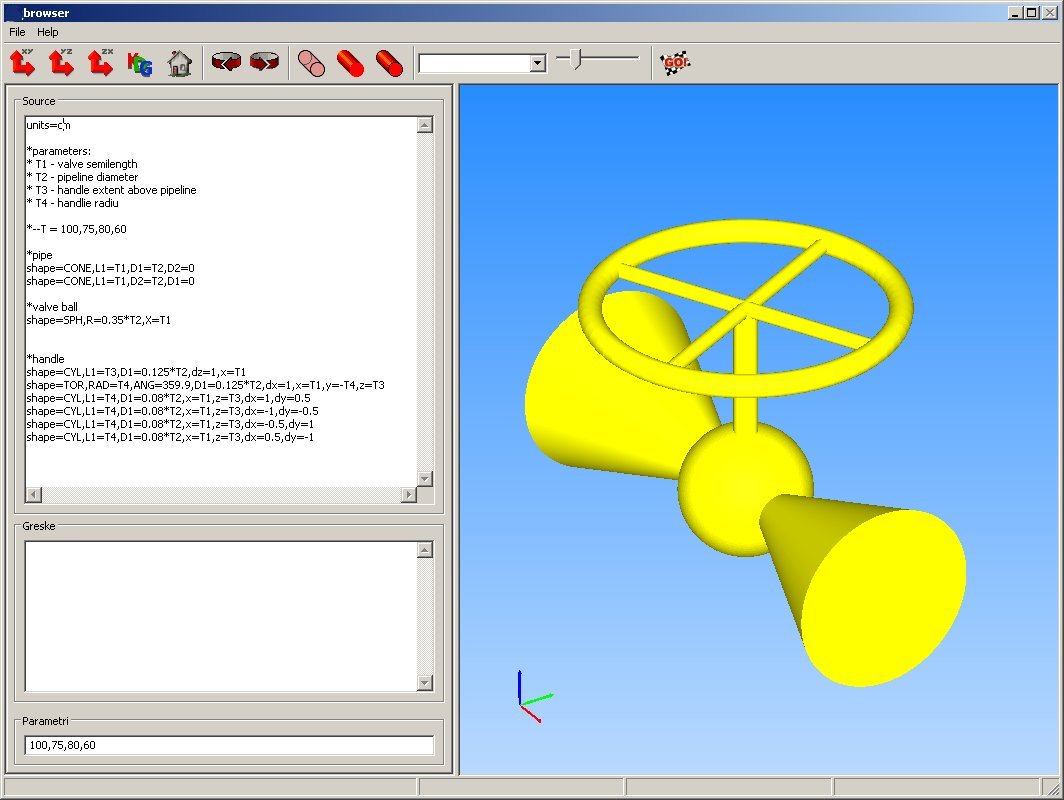 browser
File Help
xy yz zx
GO!
Source
units=cm
*parameters:
* T1 - valve semilength
* T2 - pipeline diameter
* T3 - handle extent above pipeline
* T4 - handlie radiu
*--T = 100,75,80,60
*pipe
shape=CONE,L1=T1,D1=T2,D2=0
shape=CONE,L1=T1,D2=T2,D1=0
*valve ball
shape=SPH,R=0.35*T2,X=T1
*handle
shape=CYL,L1=T3,D1=0.125*T2,dz=1,x=T1
shape=TOR,RAD=T4,ANG=359.9,D1=0.125*T2,dx=1,x=T1,y=-T4,z=T3
shape=CYL,L1=T4,D1=0.08*T2,x=T1,z=T3,dx=1,dy=0.5
shape=CYL,L1=T4,D1=0.08*T2,x=T1,z=T3,dx=-1,dy=-0.5
shape=CYL,L1=T4,D1=0.08*T2,x=T1,z=T3,dx=-0.5,dy=1
shape=CYL,L1=T4,D1=0.08*T2,x=T1,z=T3,dx=0.5,dy=-1
Greske
Parametri
100,75,80,60